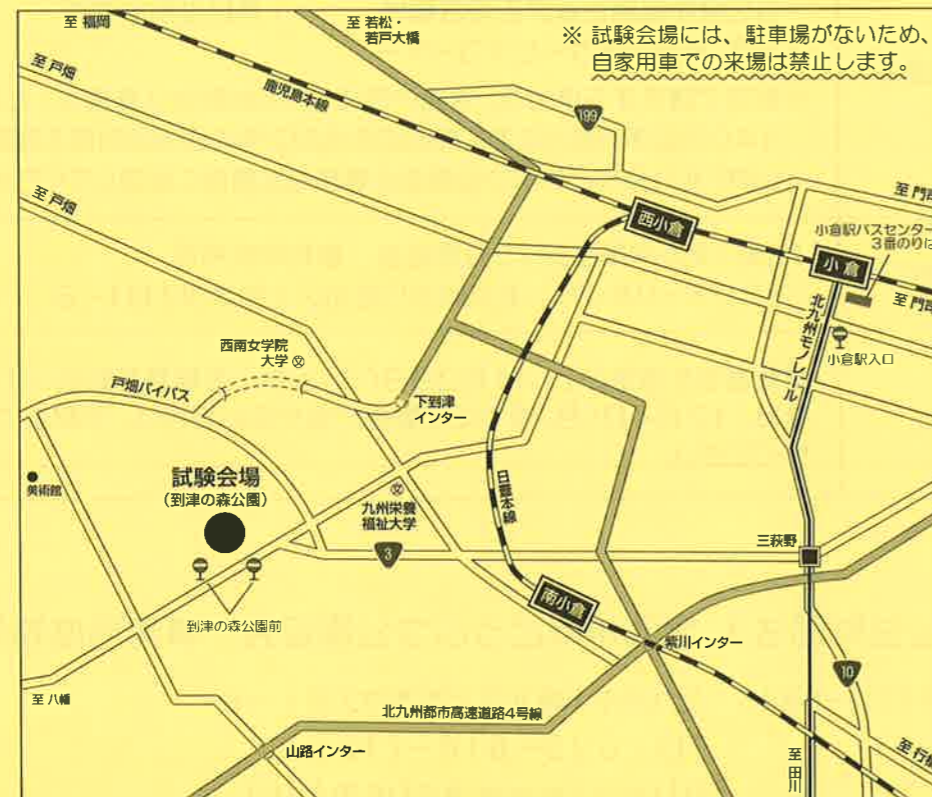 至 福岡
至 若松・
若戸大橋
※ 試験会場には、駐車場がないため、
自家用車での来場は禁止します。
至 戸畑
鹿児島本線
199
至 戸畑
西小倉
至 門司
小倉駅バスセンター
3番のりば
小倉
至 門司
北九州モノレール
小倉駅入口
西南女学院
大学
戸畑バイパス
下到津
インター
美術館
試験会場
(到津の森公園)
九州栄養
福祉大学
日豊本線
3
三萩野
到津の森公園前
南小倉
紫川インター
10
至 八幡
北九州都市高速道路4号線
山路インター
至 田川
至 行橋